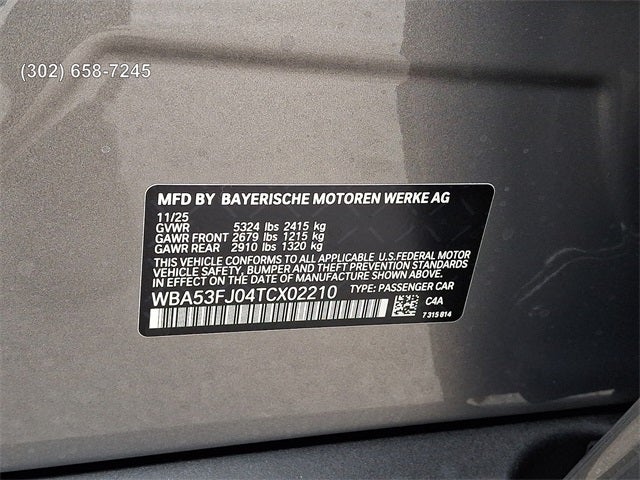 (302) 658-7245
MFD BY BAYERISCHE MOTOREN WERKE AG
11/25
GVWR 5324 lbs 2415 kg
GAWR FRONT 2679 lbs 1215 kg
GAWR REAR 2910 lbs 1320 kg
THIS VEHICLE CONFORMS TO ALL APPLICABLE U.S.FEDERAL MOTOR
VEHICLE SAFETY, BUMPER AND THEFT PREVENTION STANDARDS
IN EFFECT ON THE DATE OF MANUFACTURE SHOWN ABOVE.
WBA53FJ04TCX02210 TYPE: PASSENGER CAR
C4A
7 315 814